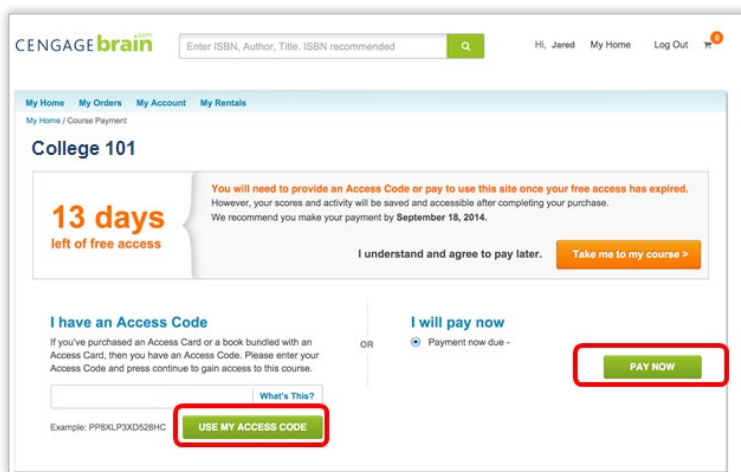 CENGAGEbrain.com
Enter ISBN, Author, Title. ISBN recommended
Hi, Jared My Home Log Out 0
My Home My Orders My Account My Rentals
My Home / Course Payment
College 101
13 days
left of free access
You will need to provide an Access Code or pay to use this site once your free access has expired.
However, your scores and activity will be saved and accessible after completing your purchase.
We recommend you make your payment by September 18, 2014.
I understand and agree to pay later.
Take me to my course >
I have an Access Code
If you've purchased an Access Card or a book bundled with an
Access Card, then you have an Access Code. Please enter your
Access Code and press continue to gain access to this course.
What's This?
Example: PP8XLP3XD528HC
USE MY ACCESS CODE
OR
I will pay now
Payment now due -
PAY NOW